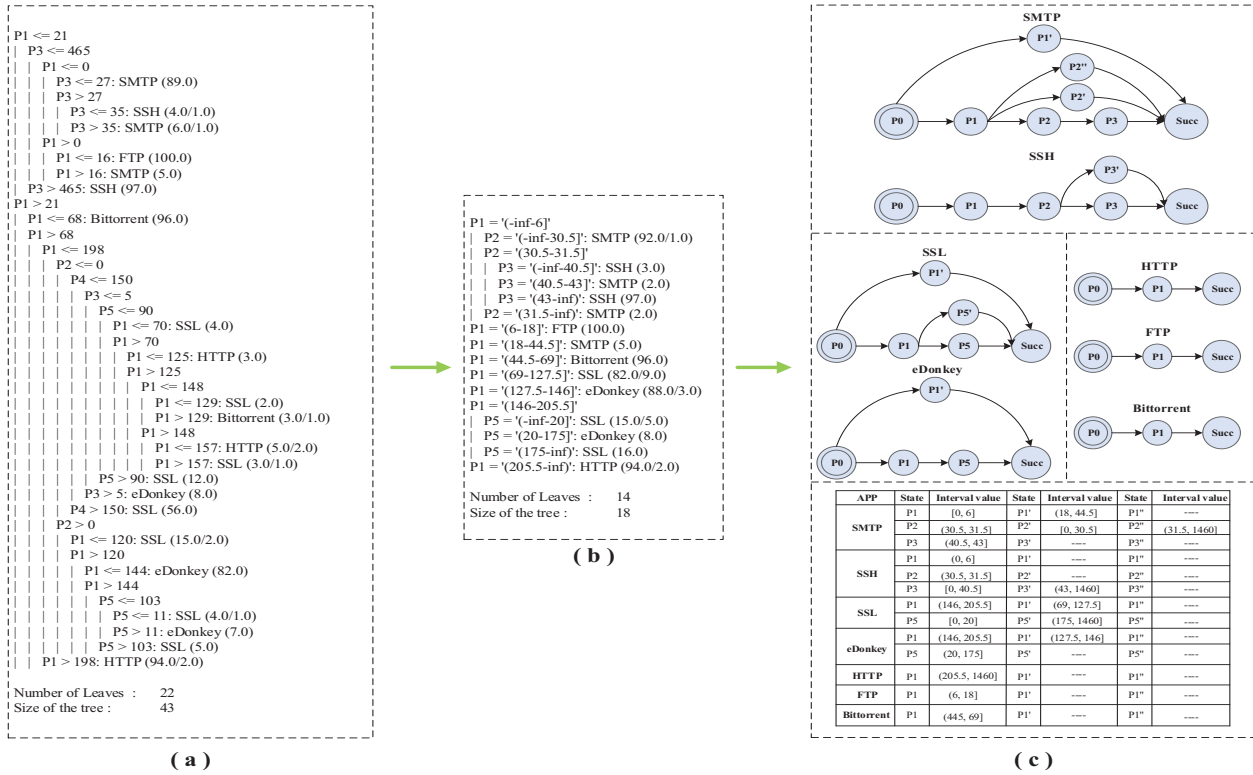 P1 <= 21
| P3 <= 465
| | P1 <= 0
| | | P3 <= 27: SMTP (89.0)
| | | P3 > 27
| | | | P3 <= 35: SSH (4.0/1.0)
| | | | P3 > 35: SMTP (6.0/1.0)
| | P1 > 0
| | | P1 <= 16: FTP (100.0)
| | | P1 > 16: SMTP (5.0)
| P3 > 465: SSH (97.0)
P1 > 21
| P1 <= 68: Bittorrent (96.0)
| P1 > 68
| | P1 <= 198
| | | P2 <= 0
| | | | P4 <= 150
| | | | | P3 <= 5
| | | | | | P5 <= 90
| | | | | | | P1 <= 70: SSL (4.0)
| | | | | | | P1 > 70
| | | | | | | | P1 <= 125: HTTP (3.0)
| | | | | | | | P1 > 125
| | | | | | | | | P1 <= 148
| | | | | | | | | | P1 <= 129: SSL (2.0)
| | | | | | | | | | P1 > 129: Bittorrent (3.0/1.0)
| | | | | | | | | P1 > 148
| | | | | | | | | | P1 <= 157: HTTP (5.0/2.0)
| | | | | | | | | | P1 > 157: SSL (3.0/1.0)
| | | | | | P5 > 90: SSL (12.0)
| | | | | P3 > 5: eDonkey (8.0)
| | | | P4 > 150: SSL (56.0)
| | | P2 > 0
| | | | P1 <= 120: SSL (15.0/2.0)
| | | | P1 > 120
| | | | | P1 <= 144: eDonkey (82.0)
| | | | | P1 > 144
| | | | | | P5 <= 103
| | | | | | | P5 <= 11: SSL (4.0/1.0)
| | | | | | | P5 > 11: eDonkey (7.0)
| | | | | | P5 > 103: SSL (5.0)
| | P1 > 198: HTTP (94.0/2.0)
Number of Leaves : 22
Size of the tree : 43
( a )
P1 = '(-inf-6]'
| P2 = '(-inf-30.5]': SMTP (92.0/1.0)
| P2 = '(30.5-31.5]'
| | P3 = '(-inf-40.5]': SSH (3.0)
| | P3 = '(40.5-43]': SMTP (2.0)
| | P3 = '(43-inf)': SSH (97.0)
| P2 = '(31.5-inf)': SMTP (2.0)
P1 = '(6-18]': FTP (100.0)
P1 = '(18-44.5]': SMTP (5.0)
P1 = '(44.5-69]': Bittorrent (96.0)
P1 = '(69-127.5]': SSL (82.0/9.0)
P1 = '(127.5-146]': eDonkey (88.0/3.0)
P1 = '(146-205.5]'
| P5 = '(-inf-20]': SSL (15.0/5.0)
| P5 = '(20-175]': eDonkey (8.0)
| P5 = '(175-inf)': SSL (16.0)
P1 = '(205.5-inf)': HTTP (94.0/2.0)
Number of Leaves : 14
Size of the tree : 18
( b )
SMTP
P1'
P2''
P2'
P0 P1 P2 P3 Succ
SSH
P3'
P0 P1 P2 P3 Succ
SSL
P1'
P5'
P0 P1 P5 Succ
eDonkey
P1'
P0 P1 P5 Succ
HTTP
P0 P1 Succ
FTP
P0 P1 Succ
Bittorrent
P0 P1 Succ
APP State Interval value State Interval value State Interval value
SMTP P1 [0, 6] P1' (18, 44.5] P1'' ----
P2 (30.5, 31.5] P2' [0, 30.5] P2'' (31.5, 1460]
P3 (40.5, 43] P3' ---- P3'' ----
SSH P1 (0, 6] P1' ---- P1'' ----
P2 (30.5, 31.5] P2' ---- P2'' ----
P3 [0, 40.5] P3' (43, 1460] P3'' ----
SSL P1 (146, 205.5] P1' (69, 127.5] P1'' ----
P5 [0, 20] P5' (175, 1460] P5'' ----
eDonkey P1 (146, 205.5] P1' (127.5, 146] P1'' ----
P5 (20, 175] P5' ---- P5'' ----
HTTP P1 (205.5, 1460] P1' ---- P1'' ----
FTP P1 (6, 18] P1' ---- P1'' ----
Bittorrent P1 (445, 69] P1' ---- P1'' ----
( c )